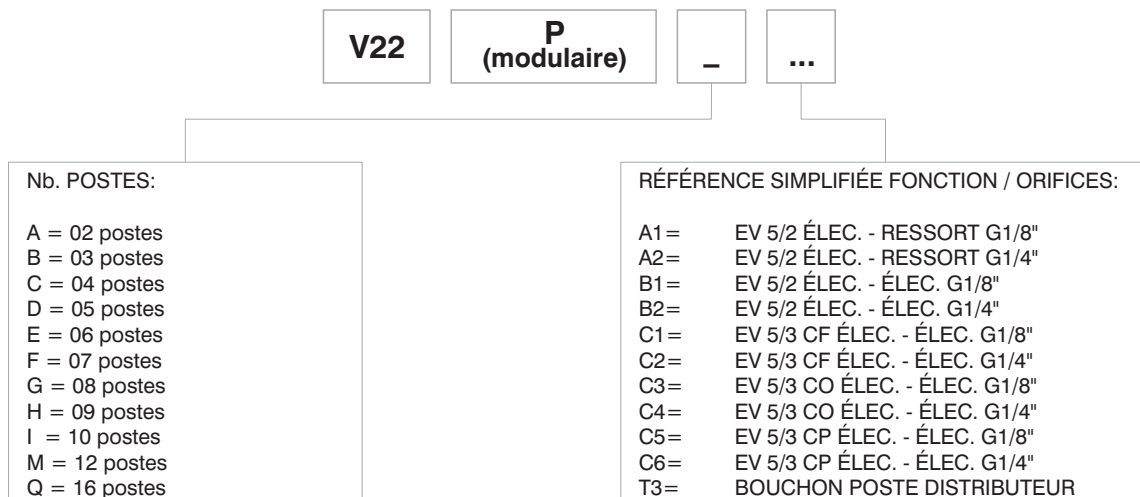 V22
P
(modulaire)
_
...
Nb. POSTES:
A = 02 postes
B = 03 postes
C = 04 postes
D = 05 postes
E = 06 postes
F = 07 postes
G = 08 postes
H = 09 postes
I = 10 postes
M = 12 postes
Q = 16 postes
RÉFÉRENCE SIMPLIFIÉE FONCTION / ORIFICES:
A1= EV 5/2 ÉLEC. - RESSORT G1/8"
A2= EV 5/2 ÉLEC. - RESSORT G1/4"
B1= EV 5/2 ÉLEC. - ÉLEC. G1/8"
B2= EV 5/2 ÉLEC. - ÉLEC. G1/4"
C1= EV 5/3 CF ÉLEC. - ÉLEC. G1/8"
C2= EV 5/3 CF ÉLEC. - ÉLEC. G1/4"
C3= EV 5/3 CO ÉLEC. - ÉLEC. G1/8"
C4= EV 5/3 CO ÉLEC. - ÉLEC. G1/4"
C5= EV 5/3 CP ÉLEC. - ÉLEC. G1/8"
C6= EV 5/3 CP ÉLEC. - ÉLEC. G1/4"
T3= BOUCHON POSTE DISTRIBUTEUR